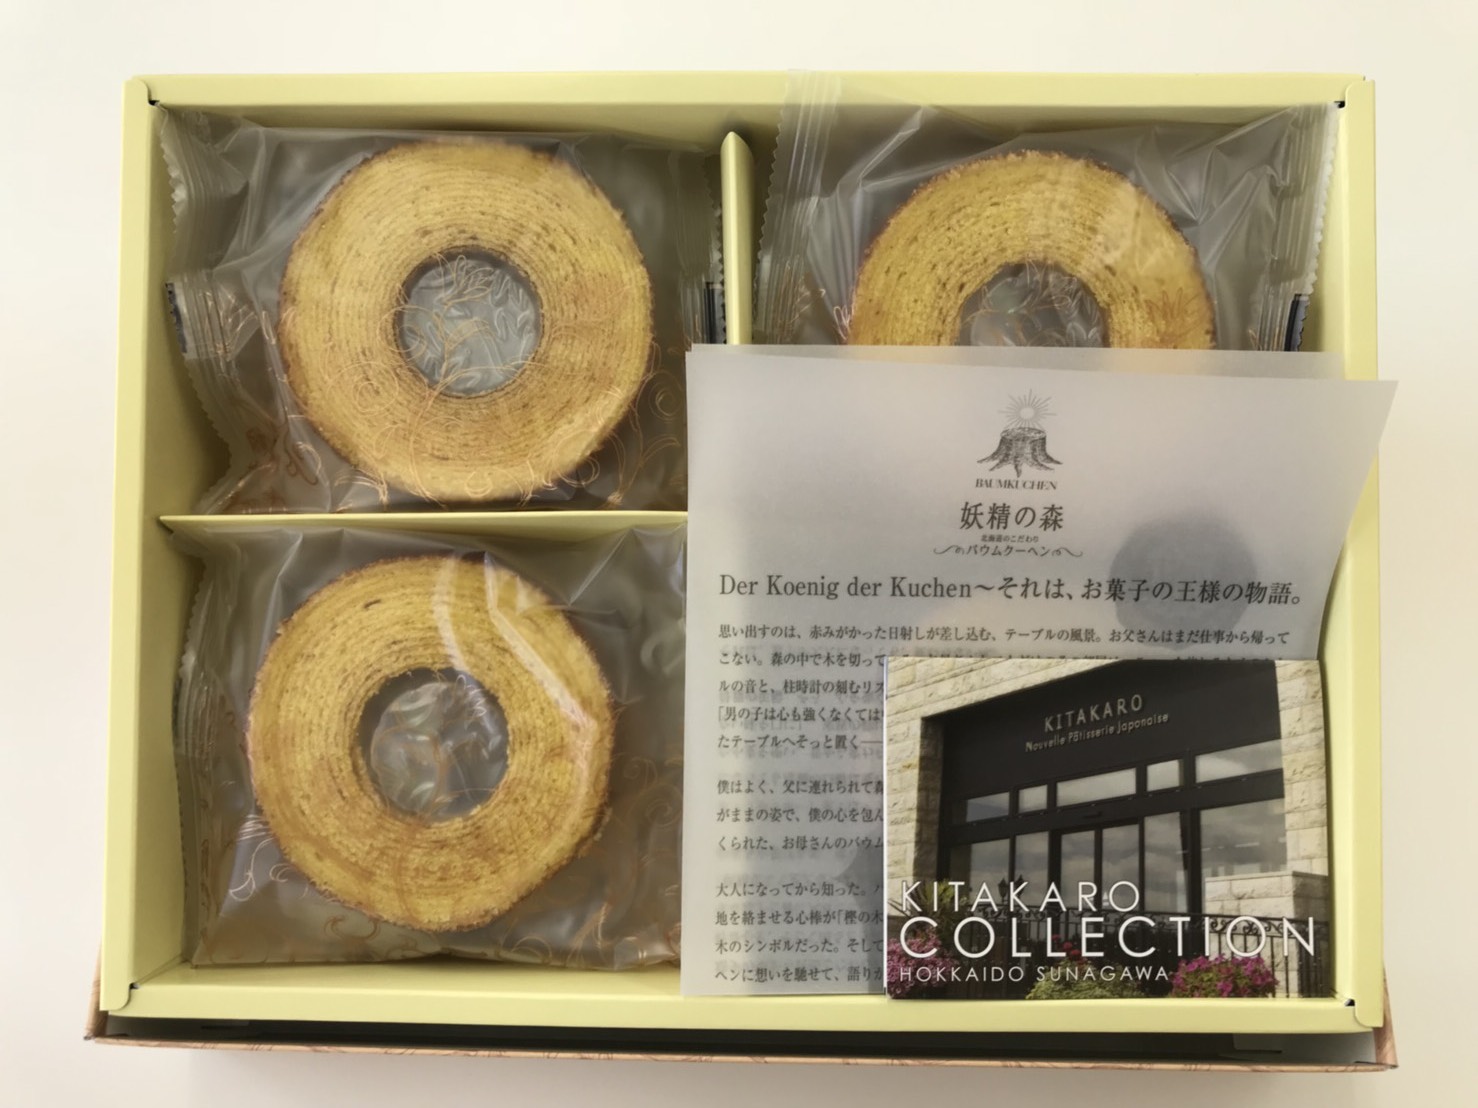 BAUMKUCHEN
妖精の森
北海道のこだわり
バウムクーヘン
Der Koenig der Kuchen～それは、お菓子の王様の物語。
思い出すのは、赤みがかった日射しが差し込む、テーブルの風景。お父さんはまだ仕事から帰って
こない。森の中で木を切って
ルの音と、柱時計の刻むリズ
「男の子は心も強くなくては
たテーブルへそっと置く―
僕はよく、父に連れられて森
がままの姿で、僕の心を包ん
くられた、お母さんのバウム
大人になってから知った。バ
地を絡ませる心棒が「樫の木
木のシンボルだった。そして
ヘンに想いを馳せて、語りか
KITAKARO
Nouvelle Pâtisserie Japonaise
KITAKARO
COLLECTION
HOKKAIDO SUNAGAWA